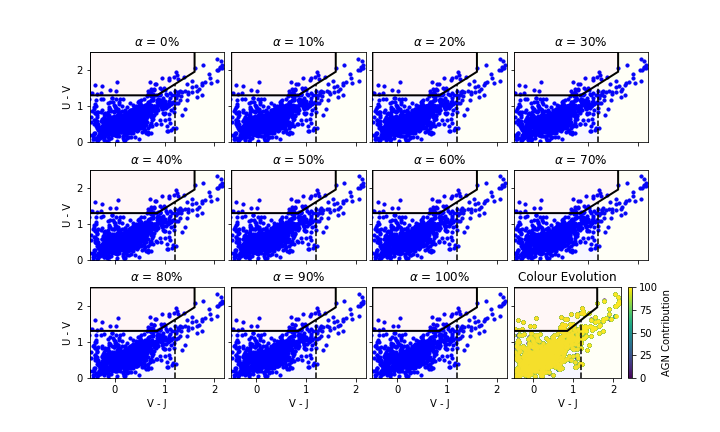 α = 0% α = 10% α = 20% α = 30%
2
1
0
U - V
α = 40% α = 50% α = 60% α = 70%
2
1
0
U - V
α = 80% α = 90% α = 100% Colour Evolution
2
1
0
U - V
100
75
50
25
0
AGN Contribution
0 1 2 0 1 2 0 1 2 0 1 2
V - J V - J V - J V - J